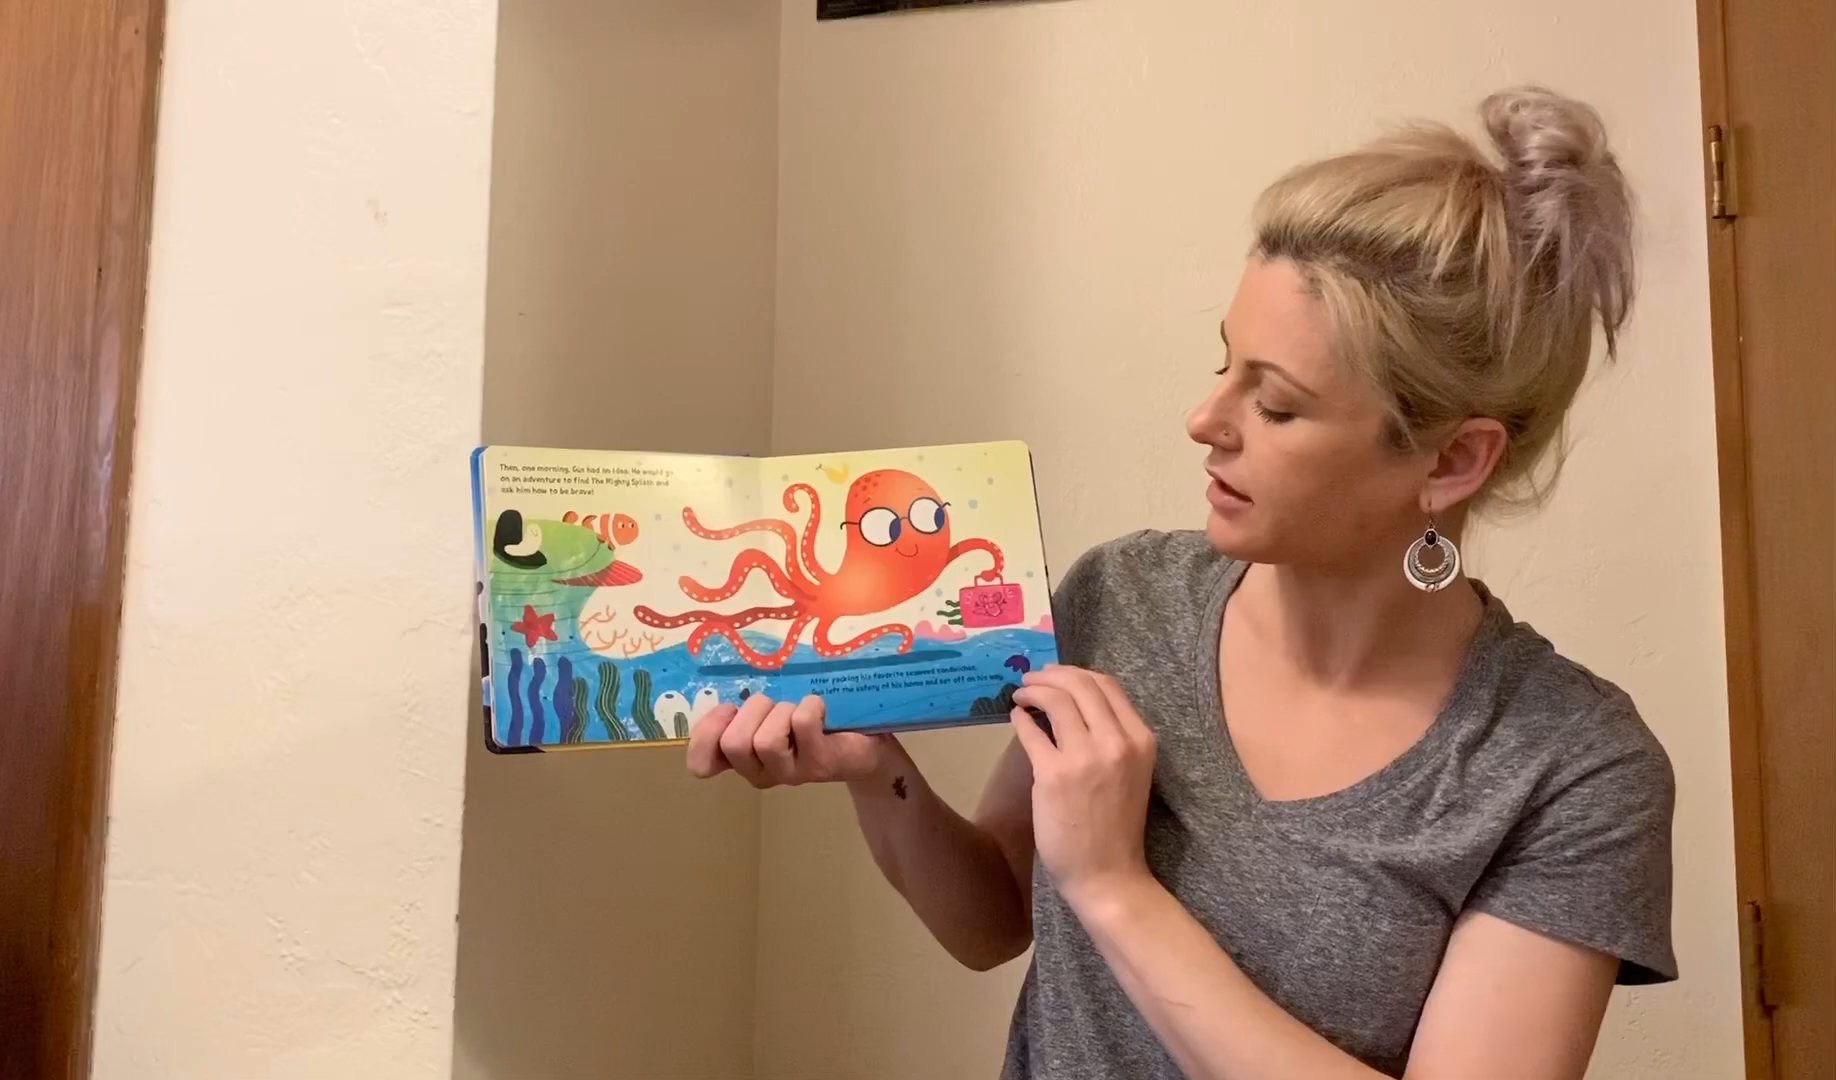 Then, one morning, Gus had an idea. He would go
on an adventure to find The Mighty Splash and
ask him how to be brave!
After packing his favorite seaweed sandwiches,
Gus left the safety of his home and set off on his way.